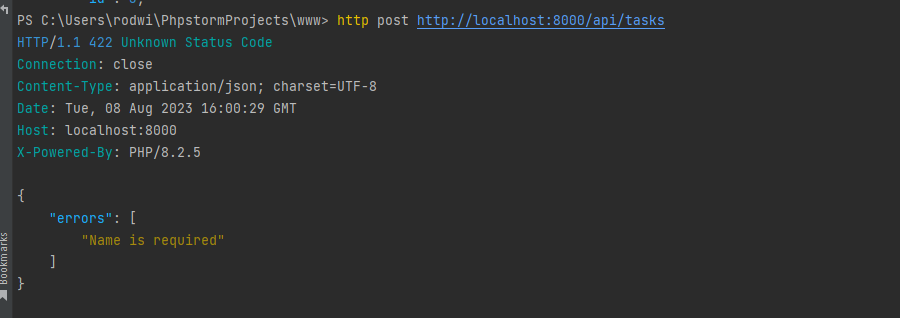 PS C:\Users\rodwi\PhpstormProjects\www> http post http://localhost:8000/api/tasks
HTTP/1.1 422 Unknown Status Code
Connection: close
Content-Type: application/json; charset=UTF-8
Date: Tue, 08 Aug 2023 16:00:29 GMT
Host: localhost:8000
X-Powered-By: PHP/8.2.5
{
    "errors": [
        "Name is required"
    ]
}
Bookmarks